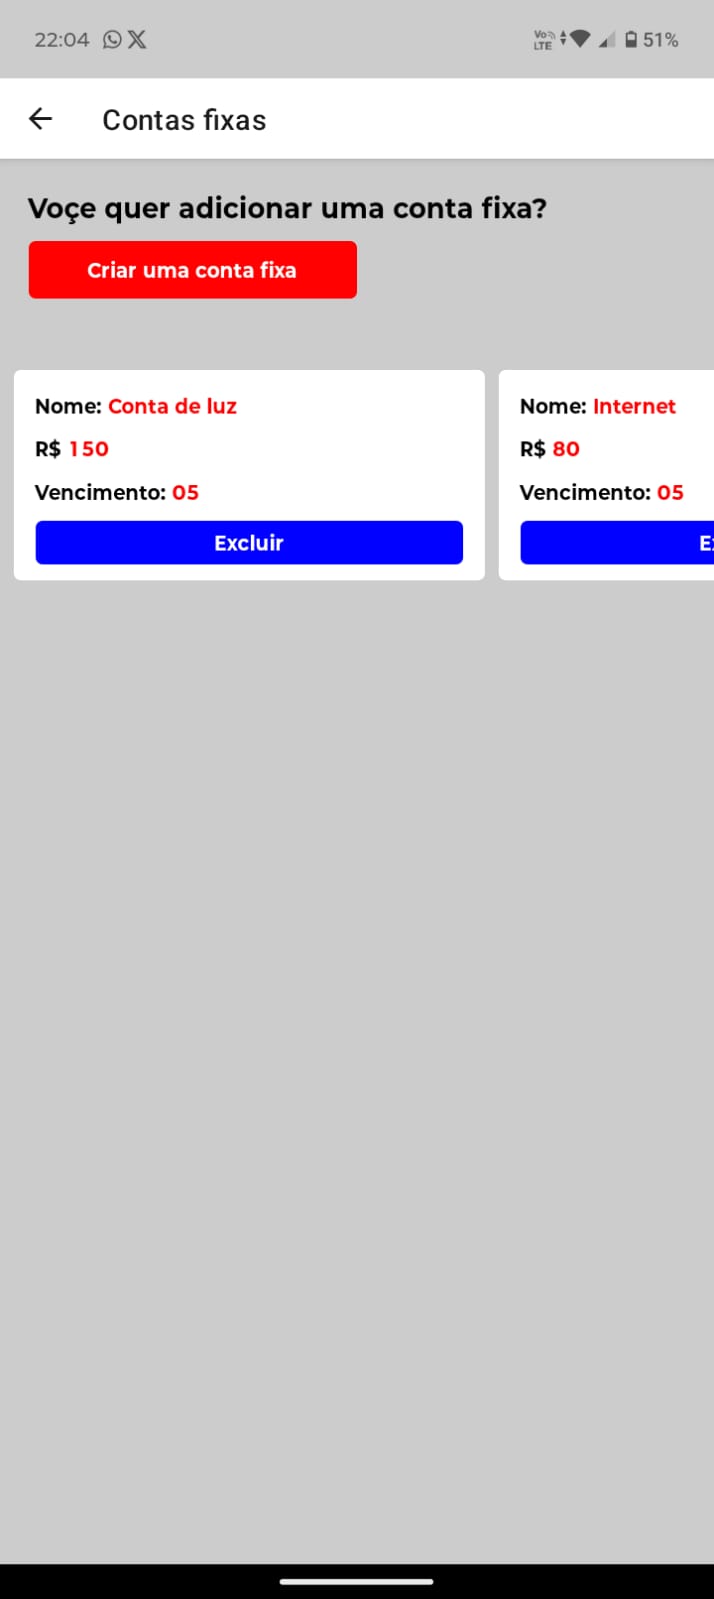 22:04 Vo LTE 51%
Contas fixas
Voçe quer adicionar uma conta fixa?
Criar uma conta fixa
Nome: Conta de luz
R$ 150
Vencimento: 05
Excluir
Nome: Internet
R$ 80
Vencimento: 05
E